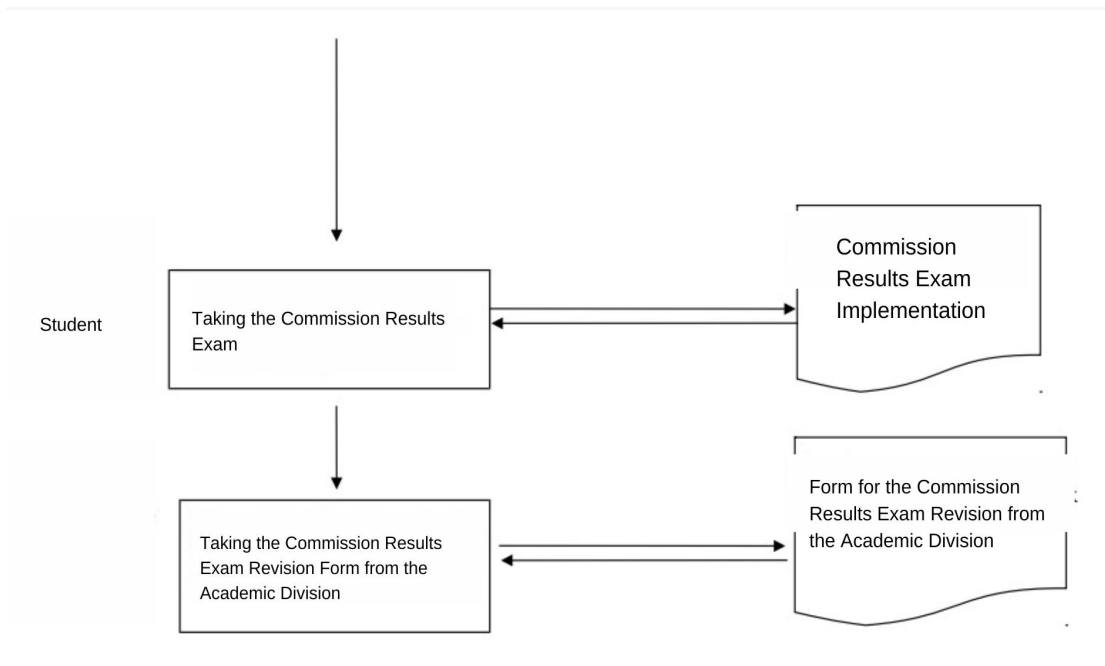 Commission
Results Exam
Implementation
Student
Taking the Commission Results
Exam
Form for the Commission
Results Exam Revision from
the Academic Division
Taking the Commission Results
Exam Revision Form from the
Academic Division